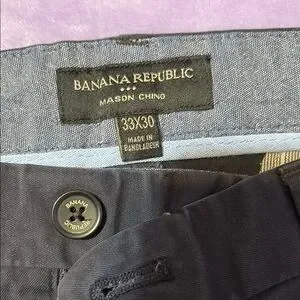 BANANA REPUBLIC
MASON CHINO
33X30
MADE IN
BANGLADESH
BANANA
REPUBLIC